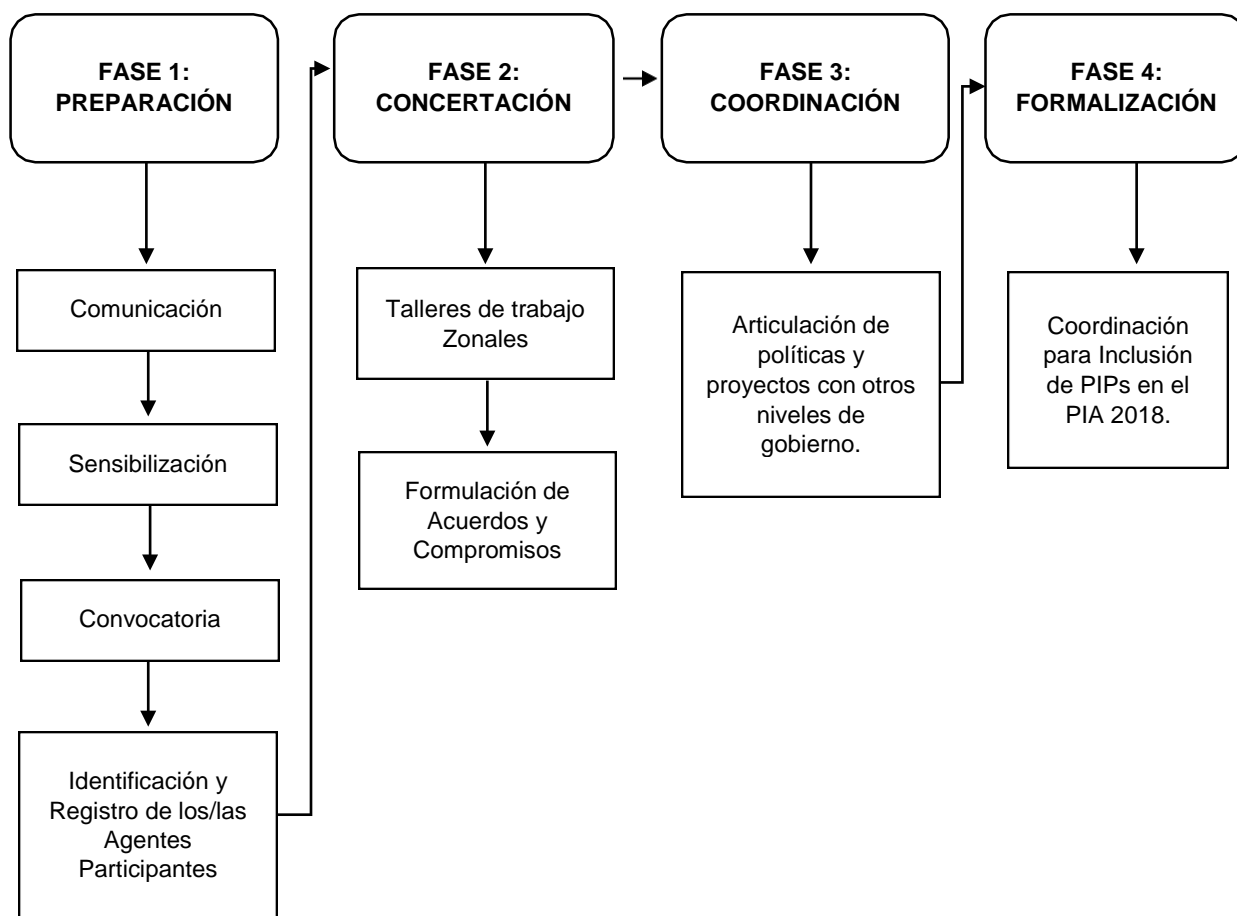 FASE 1:
PREPARACIÓN
Comunicación
Sensibilización
Convocatoria
Identificación y
Registro de los/las
Agentes
Participantes
FASE 2:
CONCERTACIÓN
Talleres de trabajo
Zonales
Formulación de
Acuerdos y
Compromisos
FASE 3:
COORDINACIÓN
Articulación de
políticas y
proyectos con otros
niveles de
gobierno.
FASE 4:
FORMALIZACIÓN
Coordinación
para Inclusión
de PIPs en el
PIA 2018.